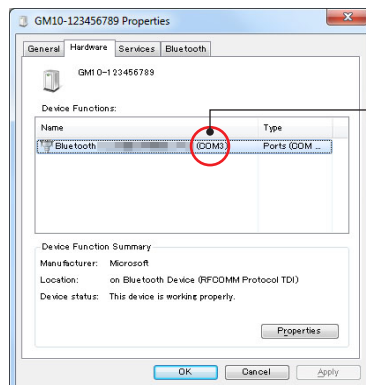 GM10-123456789 Properties
General Hardware Services Bluetooth
GM10-123456789
Device Functions:
Name Type
Bluetooth (COM3) Ports (COM ...
Device Function Summary
Manufacturer: Microsoft
Location: on Bluetooth Device (RFCOMM Protocol TDI)
Device status: This device is working properly.
Properties
OK Cancel Apply